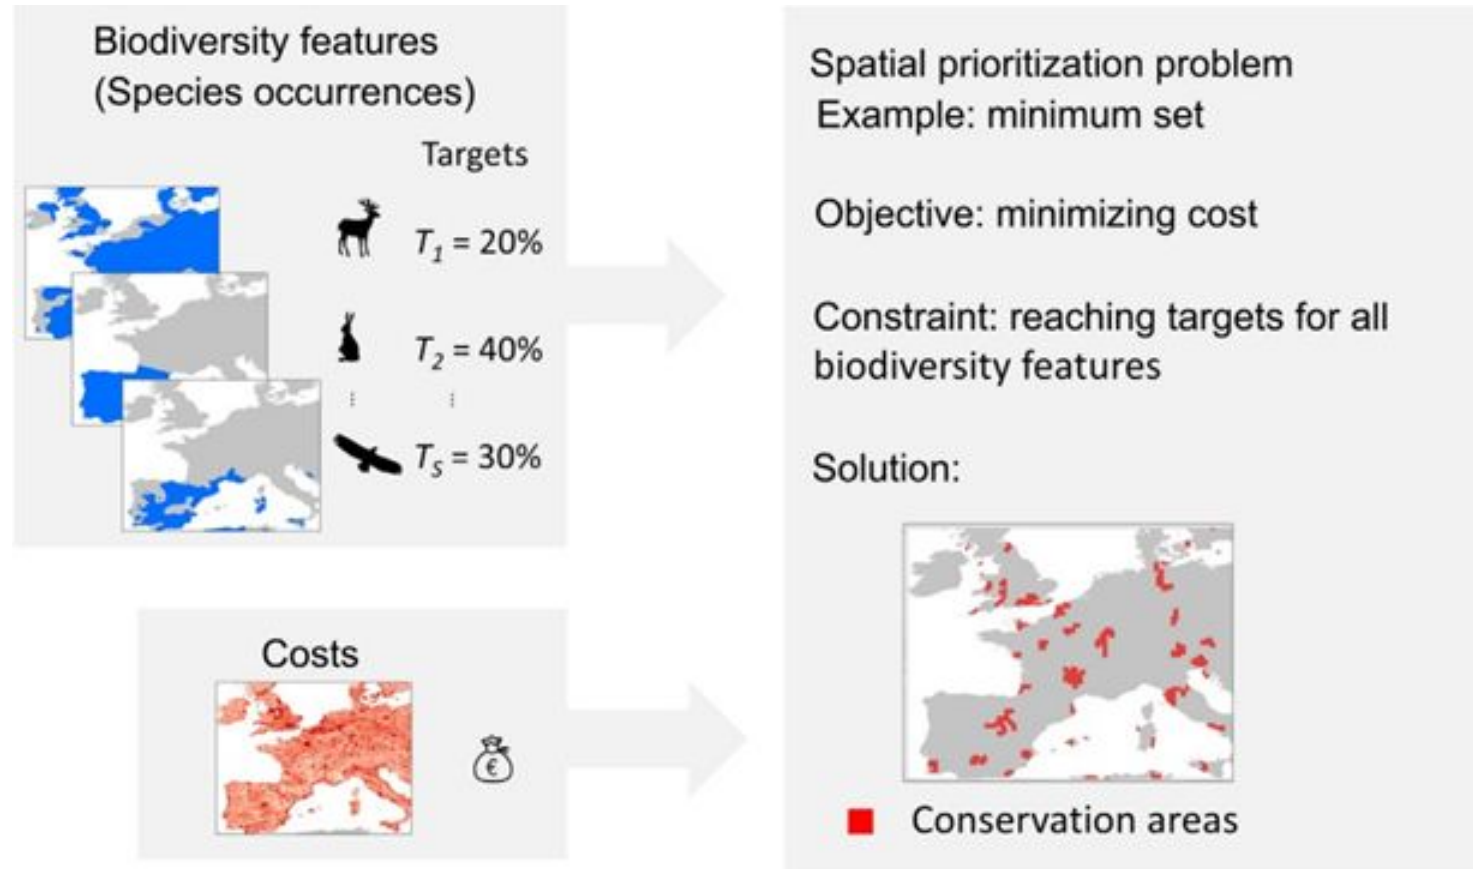 Biodiversity features
(Species occurrences)
Targets
T1 = 20%
T2 = 40%
⋮ ⋮
TS = 30%
Costs
€
Spatial prioritization problem
Example: minimum set
Objective: minimizing cost
Constraint: reaching targets for all
biodiversity features
Solution:
Conservation areas